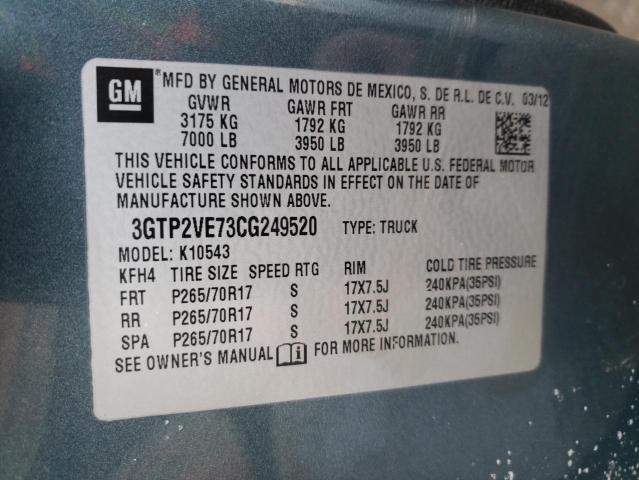 GM
*MFD BY GENERAL MOTORS DE MEXICO, S. DE R.L. DE C.V. 03/12
GVWR GAWR FRT GAWR RR
3175 KG 1792 KG 1792 KG
7000 LB 3950 LB 3950 LB
THIS VEHICLE CONFORMS TO ALL APPLICABLE U.S. FEDERAL MOTOR
VEHICLE SAFETY STANDARDS IN EFFECT ON THE DATE OF
MANUFACTURE SHOWN ABOVE.
3GTP2VE73CG249520 TYPE: TRUCK
MODEL: K10543
KFH4 TIRE SIZE SPEED RTG RIM COLD TIRE PRESSURE
FRT P265/70R17 S 17X7.5J 240KPA(35PSI)
RR P265/70R17 S 17X7.5J 240KPA(35PSI)
SPA P265/70R17 S 17X7.5J 240KPA(35PSI)
SEE OWNER'S MANUAL i FOR MORE INFORMATION.